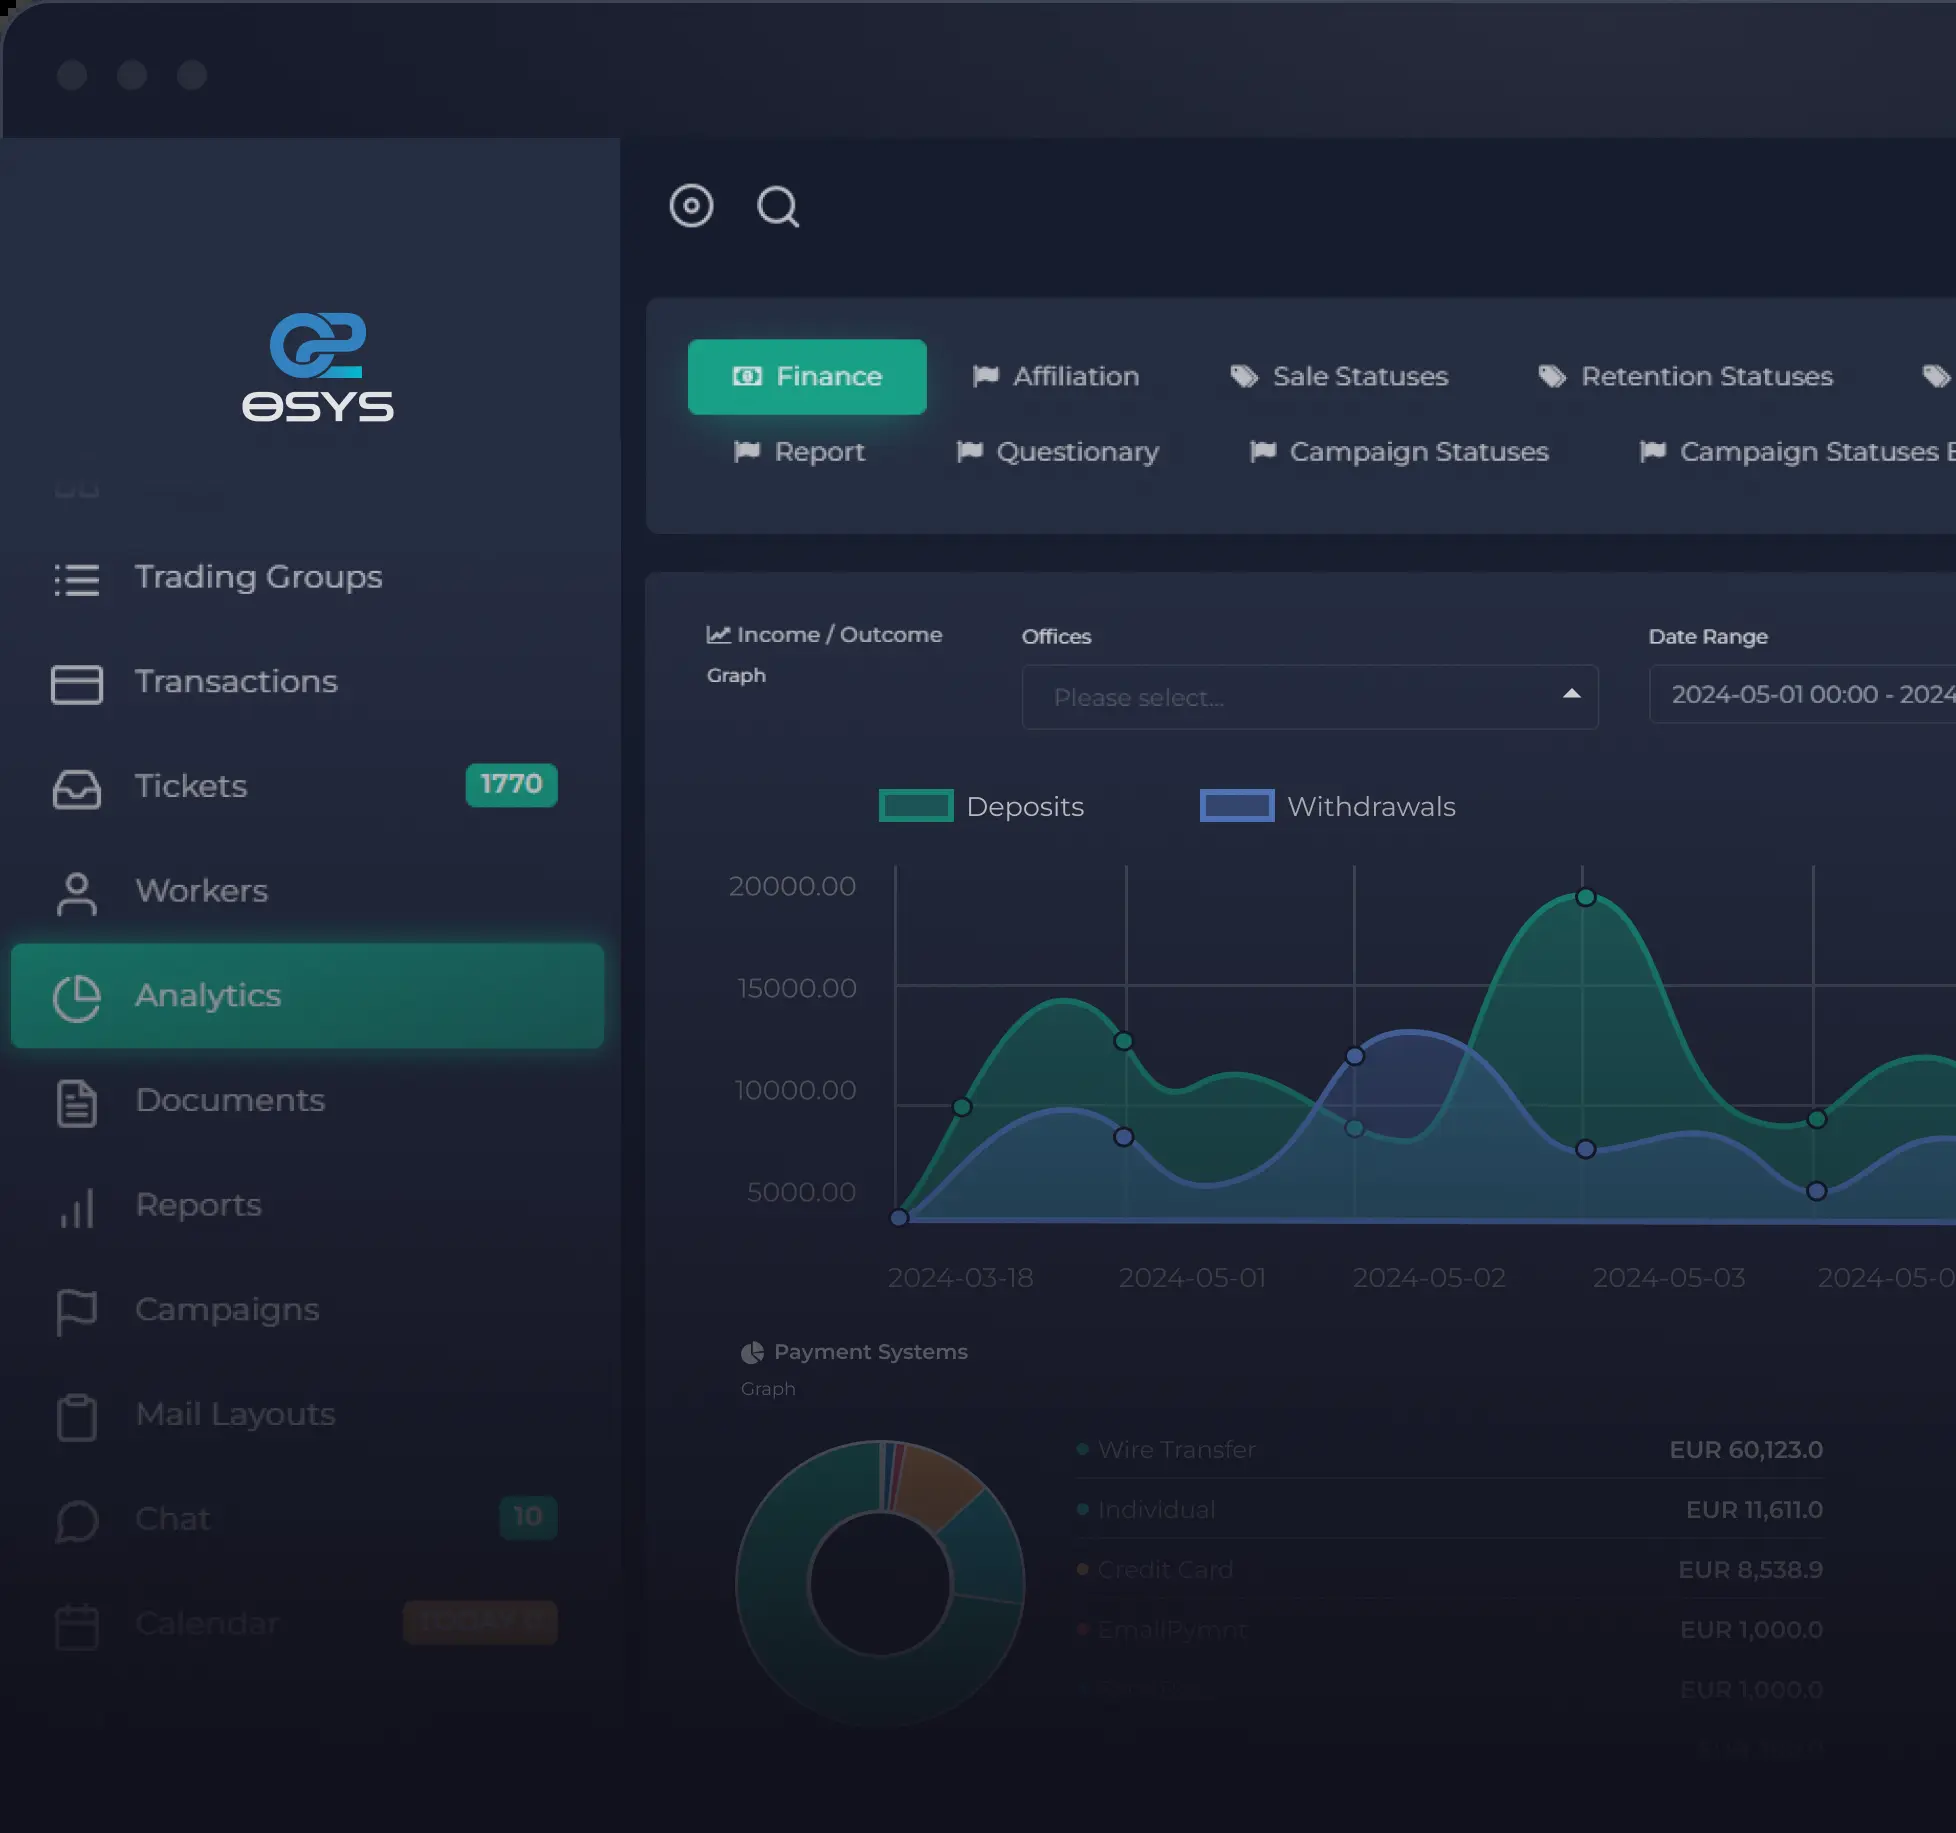 OSYS
Trading Groups
Transactions
Tickets 1770
Workers
Analytics
Documents
Reports
Campaigns
Mail Layouts
Chat 10
Calendar TODAY
Finance Affiliation Sale Statuses Retention Statuses
Report Questionary Campaign Statuses Campaign Statuses E
Income / Outcome
Graph
Offices
Please select...
Date Range
2024-05-01 00:00 - 2024
Deposits Withdrawals
20000.00
15000.00
10000.00
5000.00
2024-03-18 2024-05-01 2024-05-02 2024-05-03 2024-05-0
Payment Systems
Graph
Wire Transfer EUR 60,123.0
Individual EUR 11,611.0
Credit Card EUR 8,538.9
EmailPymnt EUR 1,000.0
EUR 1,000.0